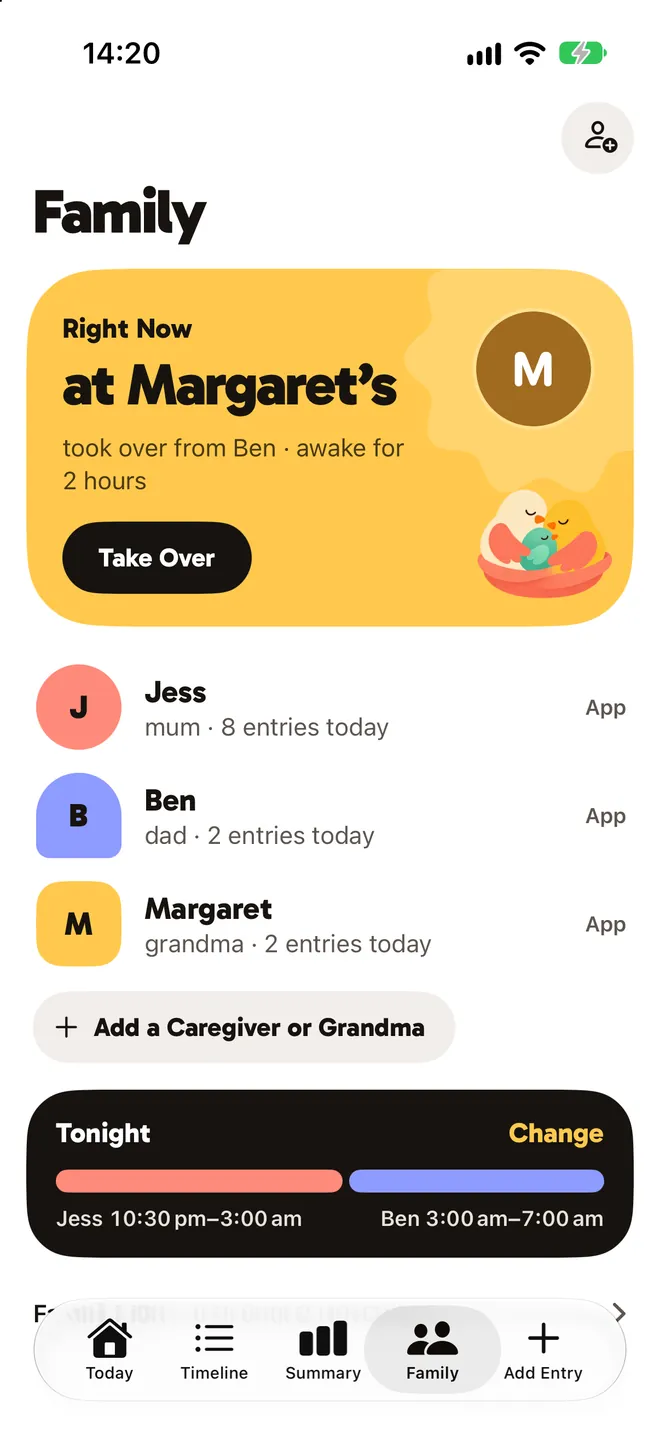 14:20
Family
Right Now
at Margaret’s
M
took over from Ben · awake for
2 hours
Take Over
J
Jess
mum · 8 entries today
App
B
Ben
dad · 2 entries today
App
M
Margaret
grandma · 2 entries today
App
+ Add a Caregiver or Grandma
Tonight
Change
Jess 10:30 pm–3:00 am
Ben 3:00 am–7:00 am
Today
Timeline
Summary
Family
Add Entry